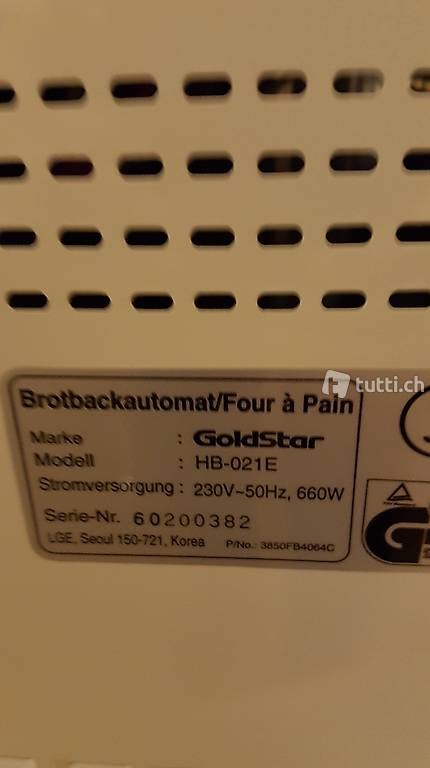 tutti.ch
Brotbackautomat/Four à Pain
Marke : GoldStar
Modell : HB-021E
Stromversorgung : 230V~50Hz, 660W
Serie-Nr. 60200382
LGE, Seoul 150-721, Korea P/No.: 3850FB4064C